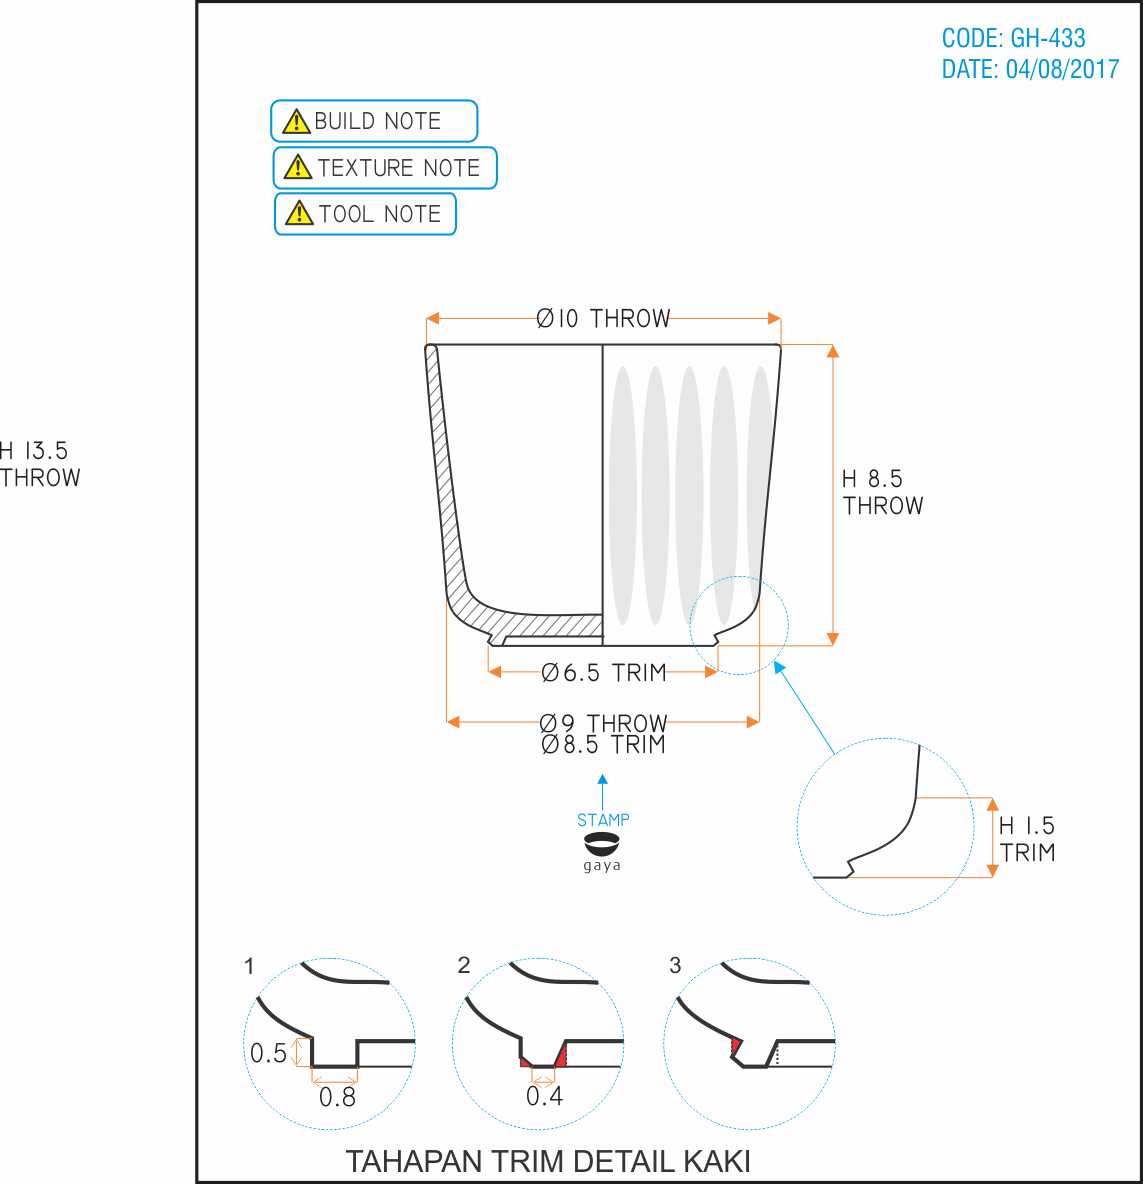 CODE: GH-433
DATE: 04/08/2017
BUILD NOTE
TEXTURE NOTE
TOOL NOTE
Ø10 THROW
H 13.5
THROW
H 8.5
THROW
Ø6.5 TRIM
Ø9 THROW
Ø8.5 TRIM
STAMP
gaya
H 1.5
TRIM
1
2
3
0.5
0.8
0.4
TAHAPAN TRIM DETAIL KAKI